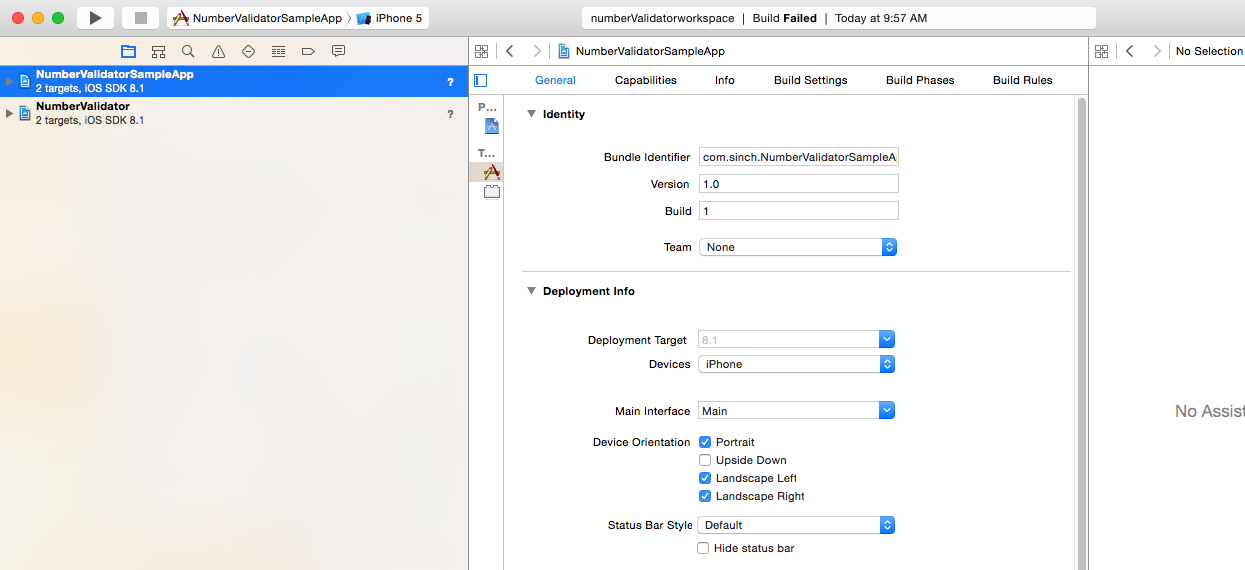 NumberValidatorSampleApp 〉 iPhone 5
numberValidatorworkspace | Build Failed | Today at 9:57 AM
NumberValidatorSampleApp
2 targets, iOS SDK 8.1
?
NumberValidator
2 targets, iOS SDK 8.1
?
NumberValidatorSampleApp
No Selection
General Capabilities Info Build Settings Build Phases Build Rules
P...
T...
Identity
Bundle Identifier com.sinch.NumberValidatorSampleA
Version 1.0
Build 1
Team None
Deployment Info
Deployment Target 8.1
Devices iPhone
Main Interface Main
Device Orientation Portrait
Upside Down
Landscape Left
Landscape Right
Status Bar Style Default
Hide status bar
No Assist